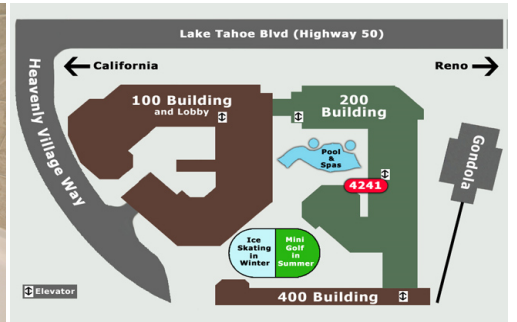 Lake Tahoe Blvd (Highway 50)
California
Reno
Heavenly Village Way
100 Building
and Lobby
200
Building
Pool
&
Spas
4241
Gondola
Ice
Skating
in
Winter
Mini
Golf
in
Summer
Elevator
400 Building